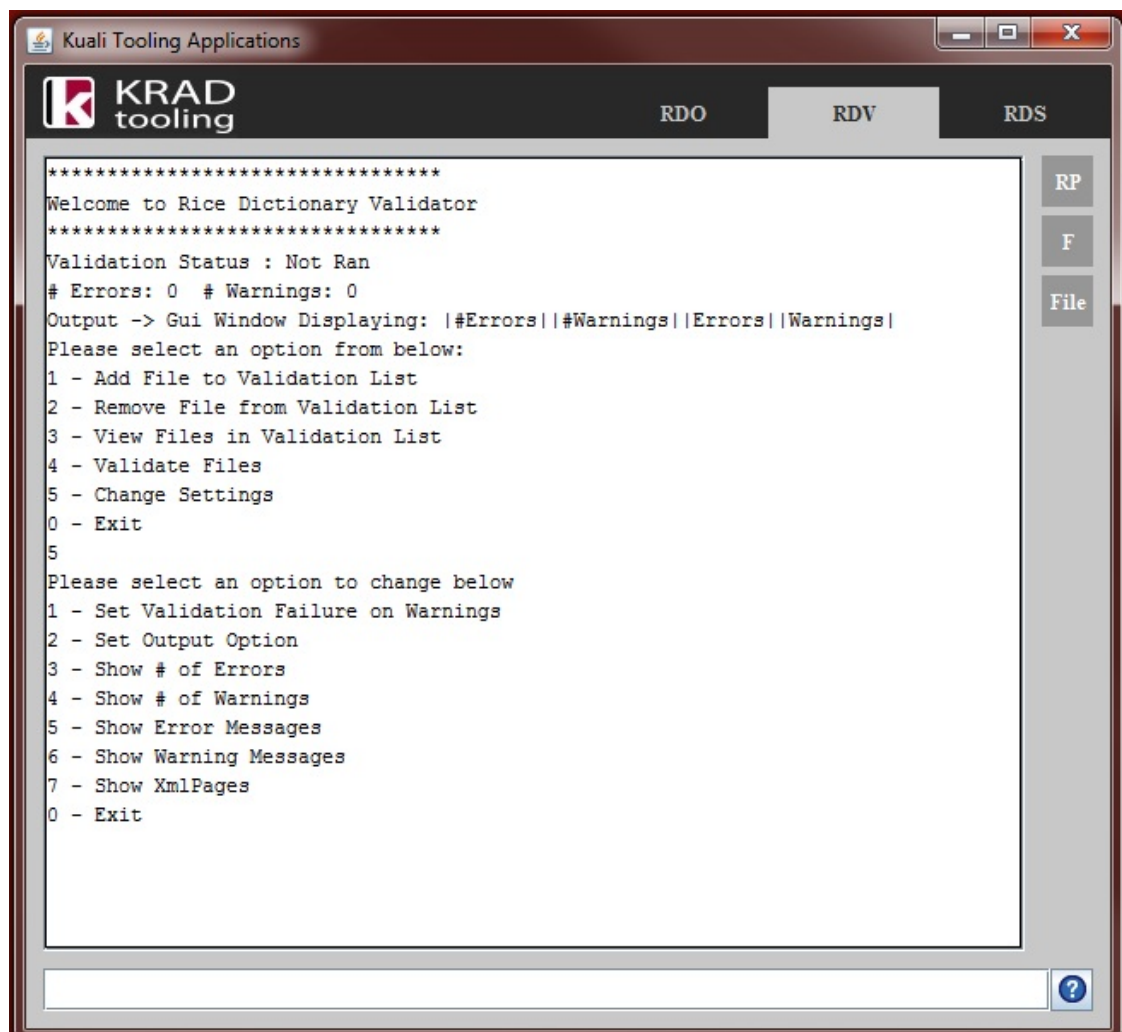 Kuali Tooling Applications
KRAD
tooling
RDO
RDV
RDS
*********************************
Welcome to Rice Dictionary Validator
*********************************
Validation Status : Not Ran
# Errors: 0  # Warnings: 0
Output -> Gui Window Displaying: |#Errors||#Warnings||Errors||Warnings|
Please select an option from below:
1 - Add File to Validation List
2 - Remove File from Validation List
3 - View Files in Validation List
4 - Validate Files
5 - Change Settings
0 - Exit
5
Please select an option to change below
1 - Set Validation Failure on Warnings
2 - Set Output Option
3 - Show # of Errors
4 - Show # of Warnings
5 - Show Error Messages
6 - Show Warning Messages
7 - Show XmlPages
0 - Exit
RP
F
File